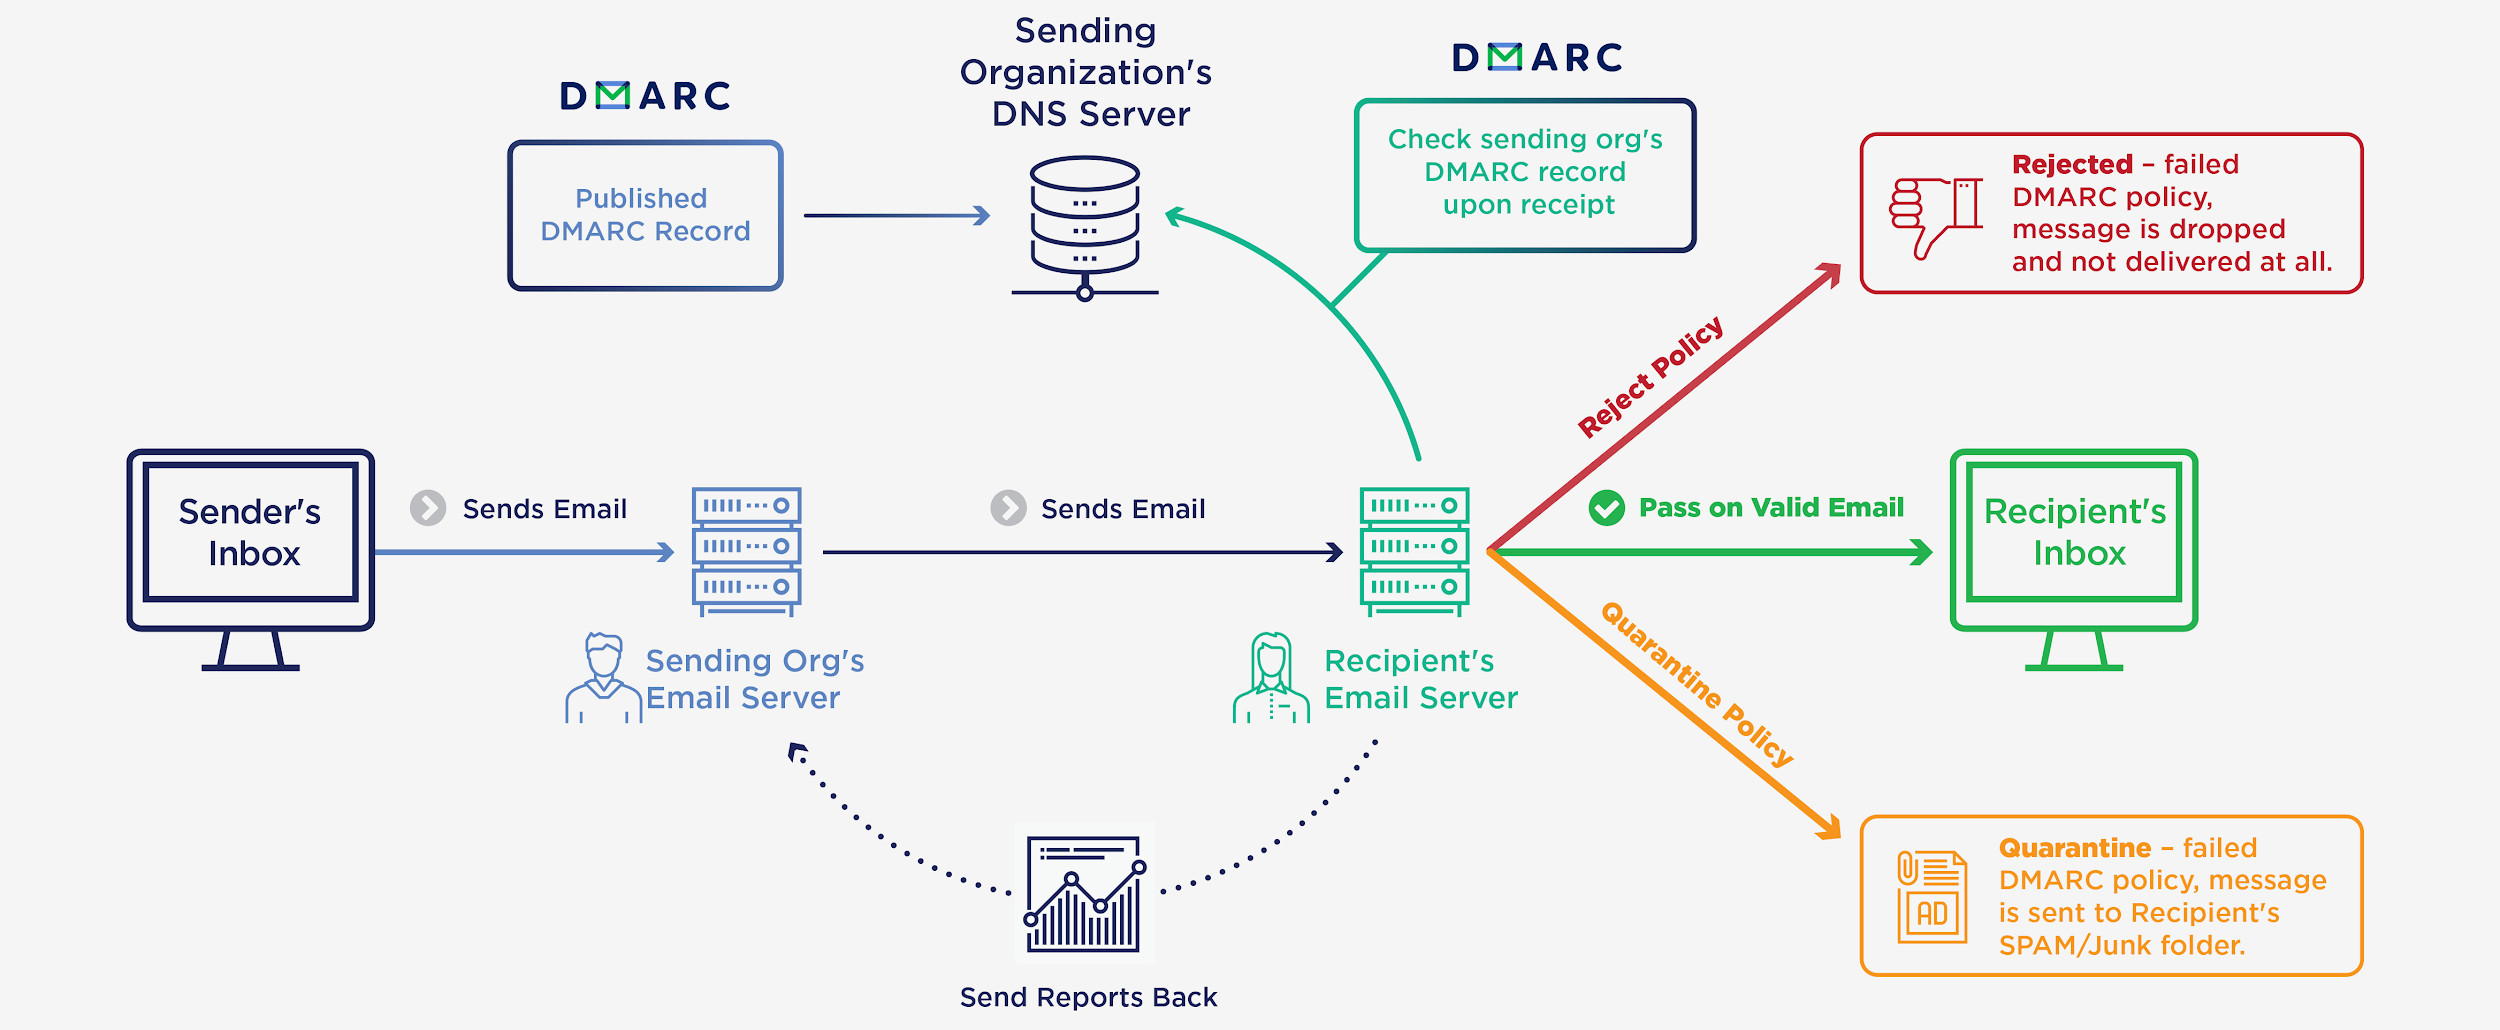 DMARC
Published
DMARC Record
Sending
Organization's
DNS Server
DMARC
Check sending org's
DMARC record
upon receipt
Rejected – failed
DMARC policy,
message is dropped
and not delivered at all.
Reject Policy
Sender's
Inbox
Sends Email
Sending Org's
Email Server
Sends Email
Recipient's
Email Server
Pass on Valid Email
Recipient's
Inbox
Quarantine Policy
AD
Quarantine – failed
DMARC policy, message
is sent to Recipient's
SPAM/Junk folder.
Send Reports Back